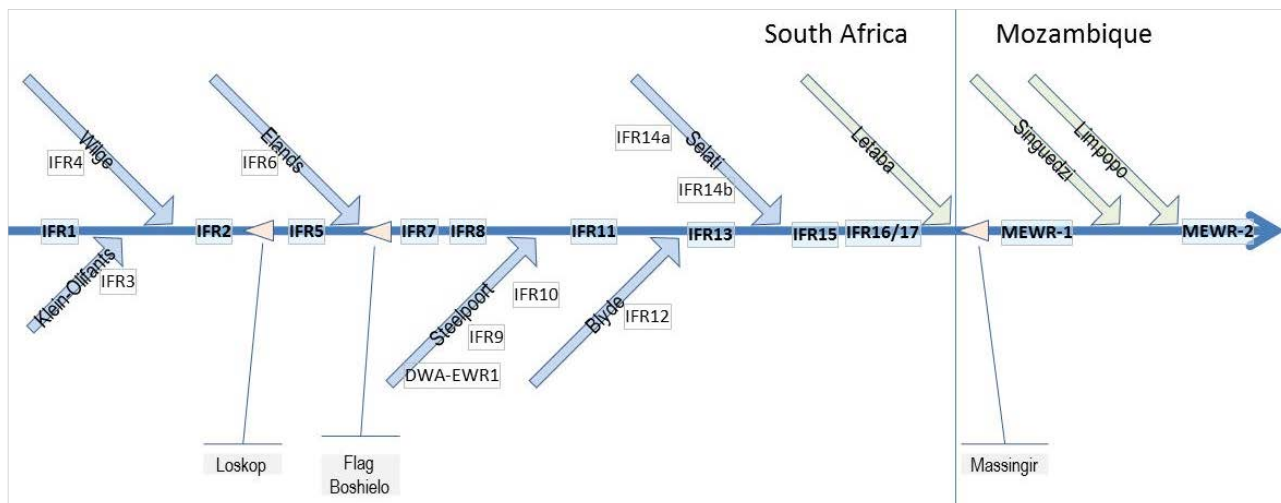 South Africa
Mozambique
Wilge
IFR4
Elands
IFR6
IFR14a
Selati
IFR14b
Letaba
Singuedzi
Limpopo
IFR1
IFR2
IFR5
IFR7
IFR8
IFR11
IFR13
IFR15
IFR16/17
MEWR-1
MEWR-2
Klein-Olifants
IFR3
Steelpoort
IFR10
IFR9
DWA-EWR1
Blyde
IFR12
Loskop
Flag
Boshielo
Massingir